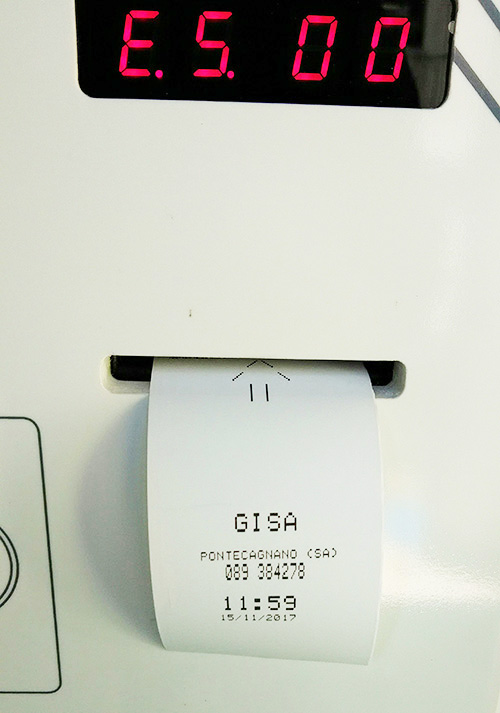 E.S. 00
GISA
PONTECAGNANO (SA)
089 384278
11:59
15/11/2017